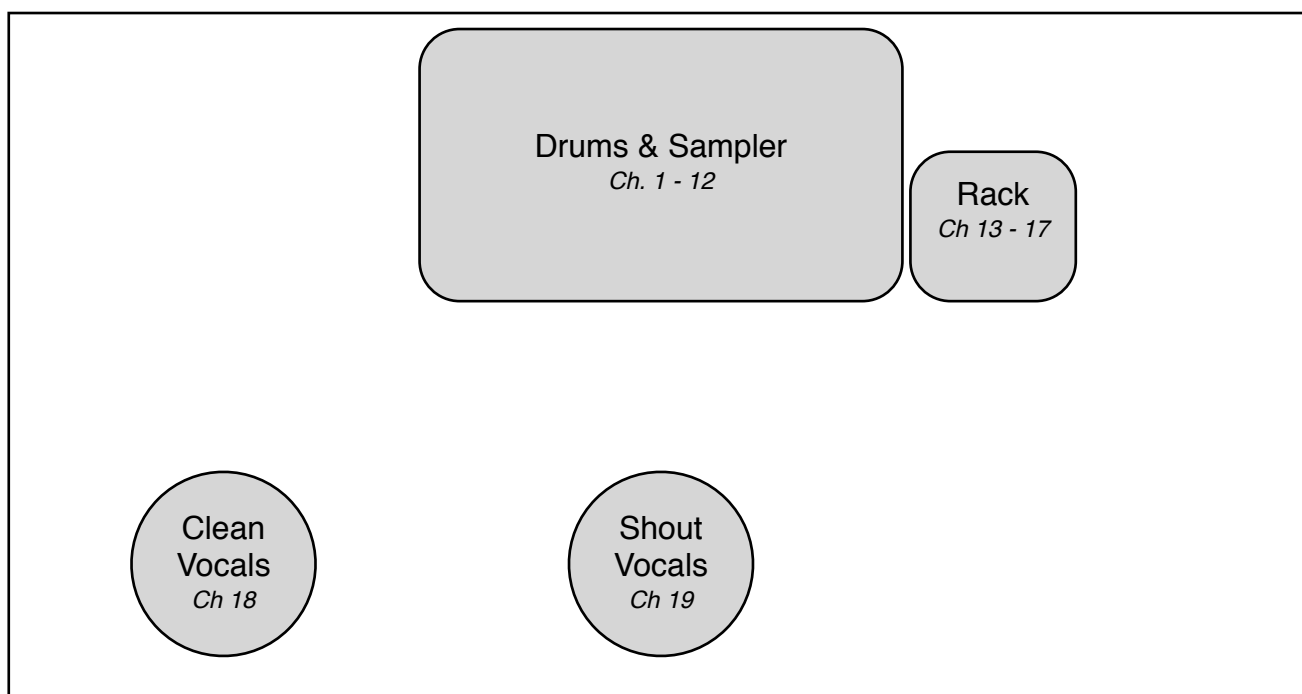 Drums & Sampler
Ch. 1 - 12
Rack
Ch 13 - 17
Clean
Vocals
Ch 18
Shout
Vocals
Ch 19